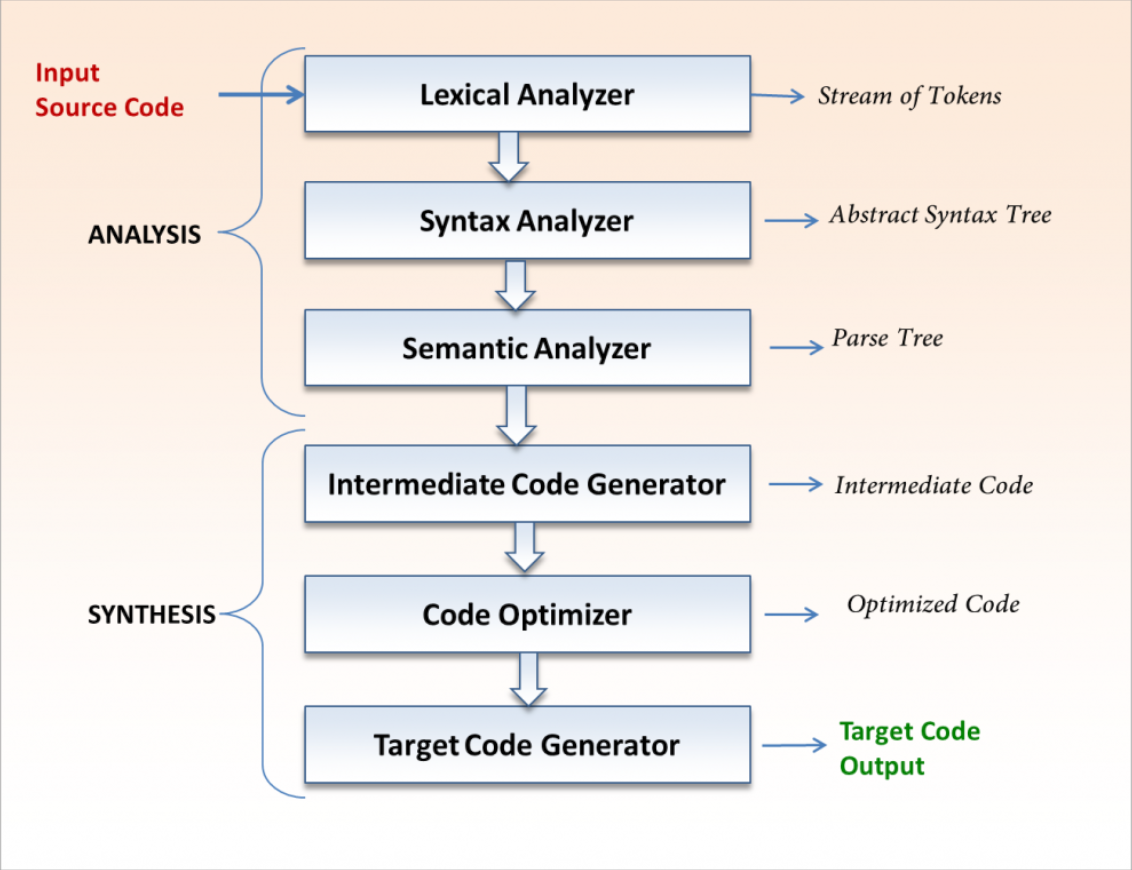 Input
Source Code
Lexical Analyzer
Stream of Tokens
Syntax Analyzer
Abstract Syntax Tree
ANALYSIS
Semantic Analyzer
Parse Tree
Intermediate Code Generator
Intermediate Code
SYNTHESIS
Code Optimizer
Optimized Code
Target Code Generator
Target Code
Output